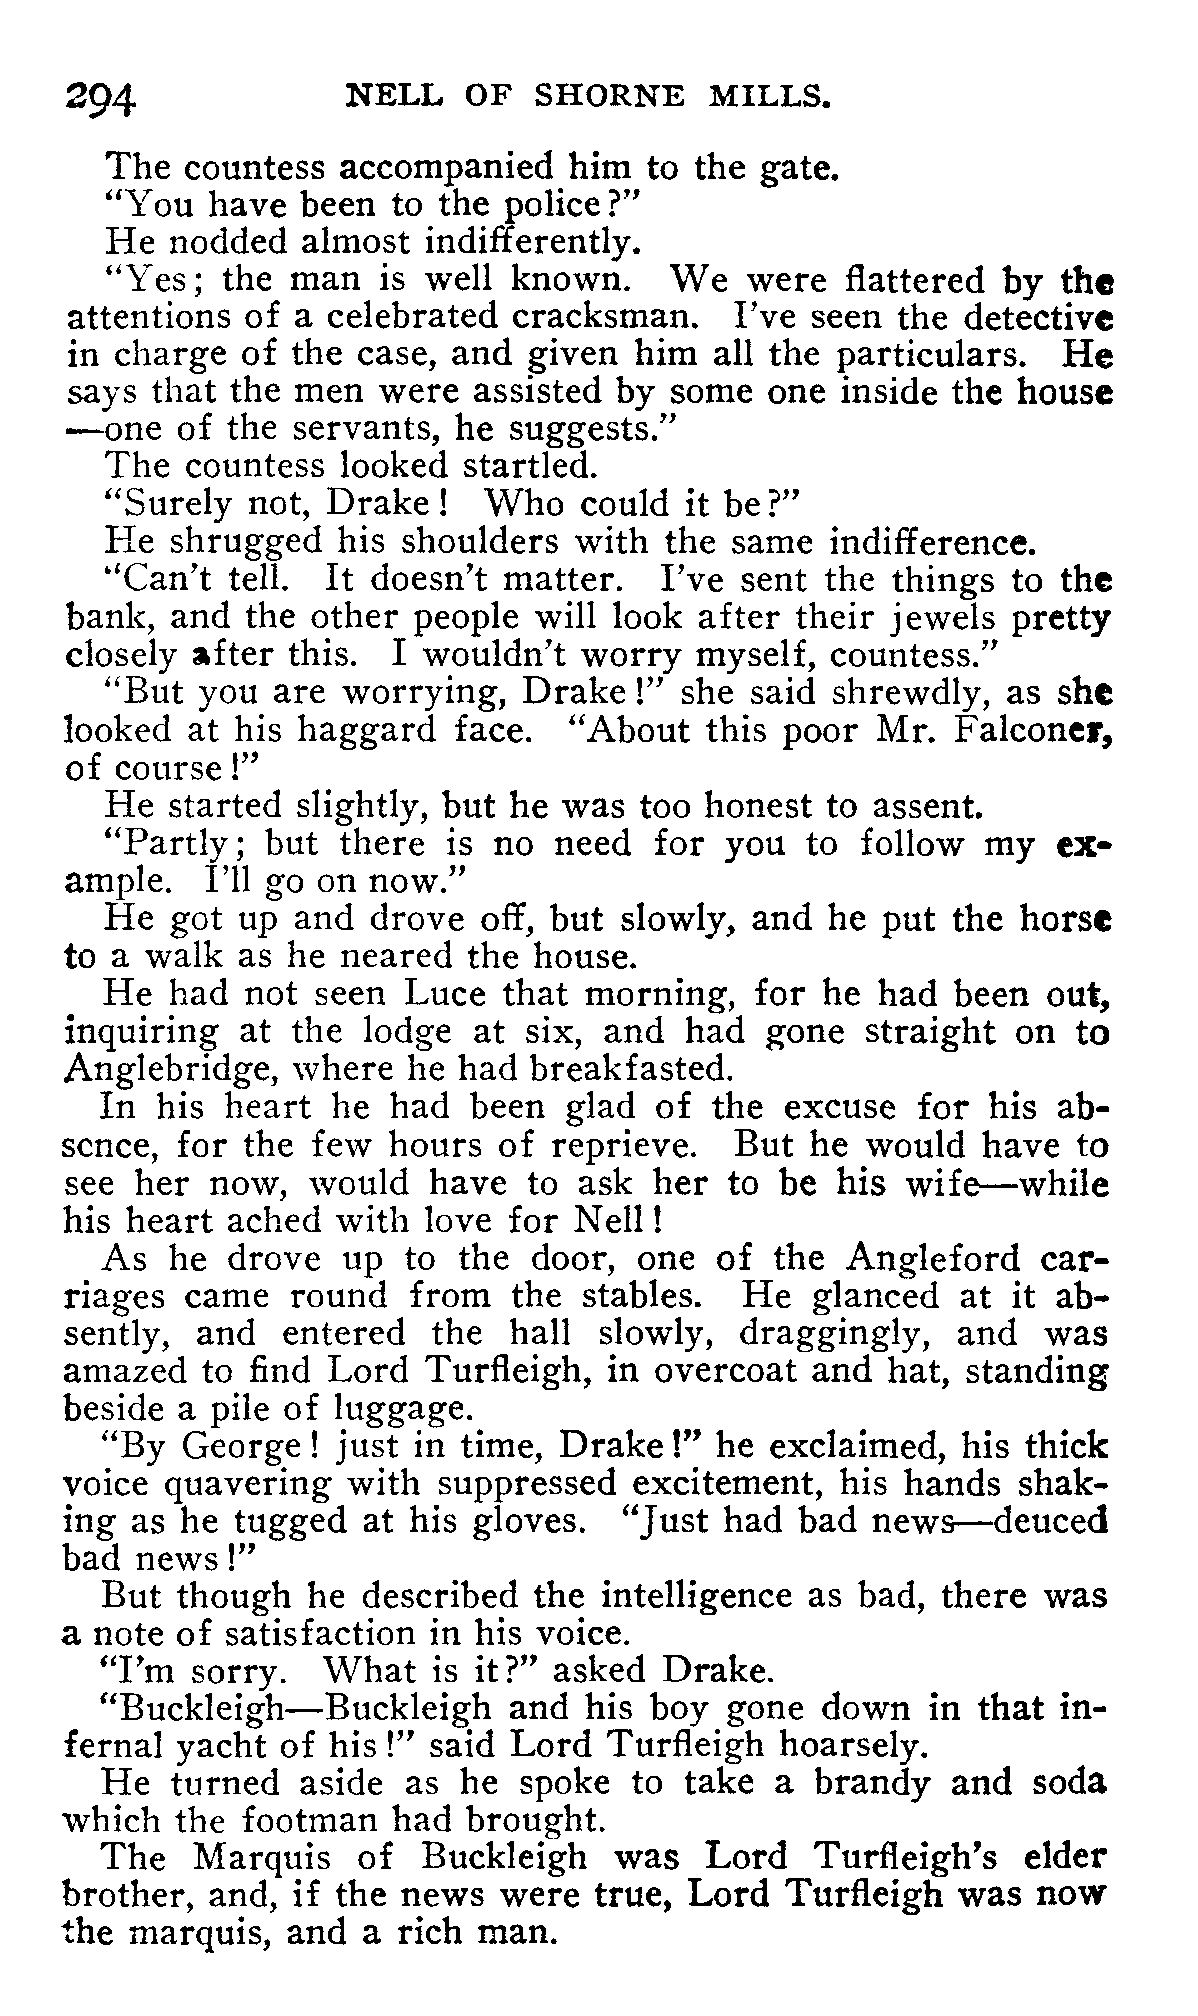 294 NELL OF SHORNE MILLS.
The countess accompanied him to the gate.
"You have been to the police?"
He nodded almost indifferently.
"Yes; the man is well known. We were flattered by the
attentions of a celebrated cracksman. I've seen the detective
in charge of the case, and given him all the particulars. He
says that the men were assisted by some one inside the house
—one of the servants, he suggests."
The countess looked startled.
"Surely not, Drake! Who could it be?"
He shrugged his shoulders with the same indifference.
"Can't tell. It doesn't matter. I've sent the things to the
bank, and the other people will look after their jewels pretty
closely after this. I wouldn't worry myself, countess."
"But you are worrying, Drake!" she said shrewdly, as she
looked at his haggard face. "About this poor Mr. Falconer,
of course!"
He started slightly, but he was too honest to assent.
"Partly; but there is no need for you to follow my ex-
ample. I'll go on now."
He got up and drove off, but slowly, and he put the horse
to a walk as he neared the house.
He had not seen Luce that morning, for he had been out,
inquiring at the lodge at six, and had gone straight on to
Anglebridge, where he had breakfasted.
In his heart he had been glad of the excuse for his ab-
sence, for the few hours of reprieve. But he would have to
see her now, would have to ask her to be his wife—while
his heart ached with love for Nell!
As he drove up to the door, one of the Angleford car-
riages came round from the stables. He glanced at it ab-
sently, and entered the hall slowly, draggingly, and was
amazed to find Lord Turfleigh, in overcoat and hat, standing
beside a pile of luggage.
"By George! just in time, Drake!" he exclaimed, his thick
voice quavering with suppressed excitement, his hands shak-
ing as he tugged at his gloves. "Just had bad news—deuced
bad news!"
But though he described the intelligence as bad, there was
a note of satisfaction in his voice.
"I'm sorry. What is it?" asked Drake.
"Buckleigh—Buckleigh and his boy gone down in that in-
fernal yacht of his!" said Lord Turfleigh hoarsely.
He turned aside as he spoke to take a brandy and soda
which the footman had brought.
The Marquis of Buckleigh was Lord Turfleigh's elder
brother, and, if the news were true, Lord Turfleigh was now
the marquis, and a rich man.